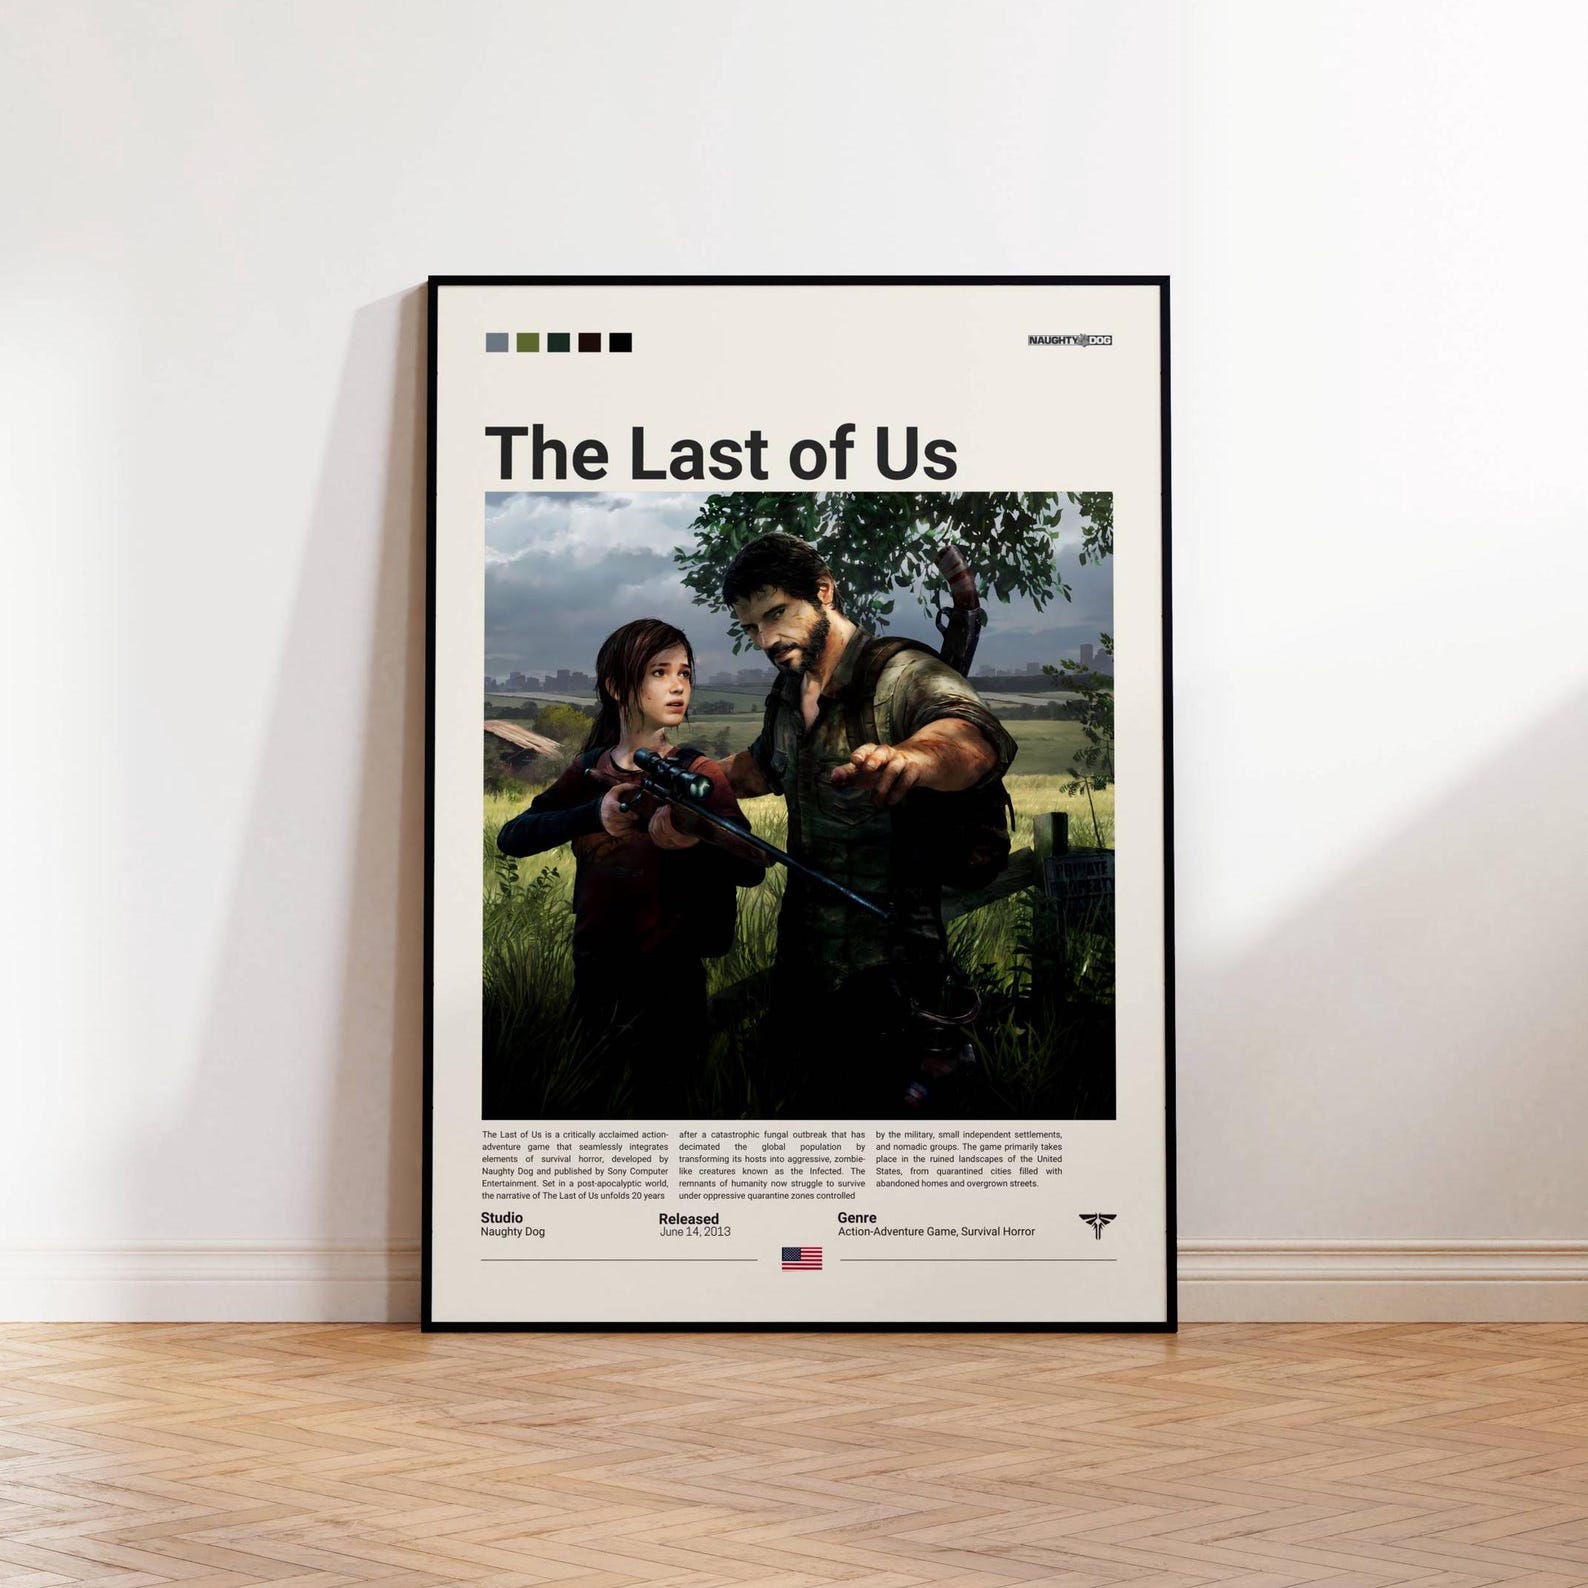 NAUGHTY DOG
The Last of Us
PRIVATE
The Last of Us is a critically acclaimed action-
adventure game that seamlessly integrates
elements of survival horror, developed by
Naughty Dog and published by Sony Computer
Entertainment. Set in a post-apocalyptic world,
the narrative of The Last of Us unfolds 20 years
after a catastrophic fungal outbreak that has
decimated the global population by
transforming its hosts into aggressive, zombie-
like creatures known as the Infected. The
remnants of humanity now struggle to survive
under oppressive quarantine zones controlled
by the military, small independent settlements,
and nomadic groups. The game primarily takes
place in the ruined landscapes of the United
States, from quarantined cities filled with
abandoned homes and overgrown streets.
Studio
Naughty Dog
Released
June 14, 2013
Genre
Action-Adventure Game, Survival Horror